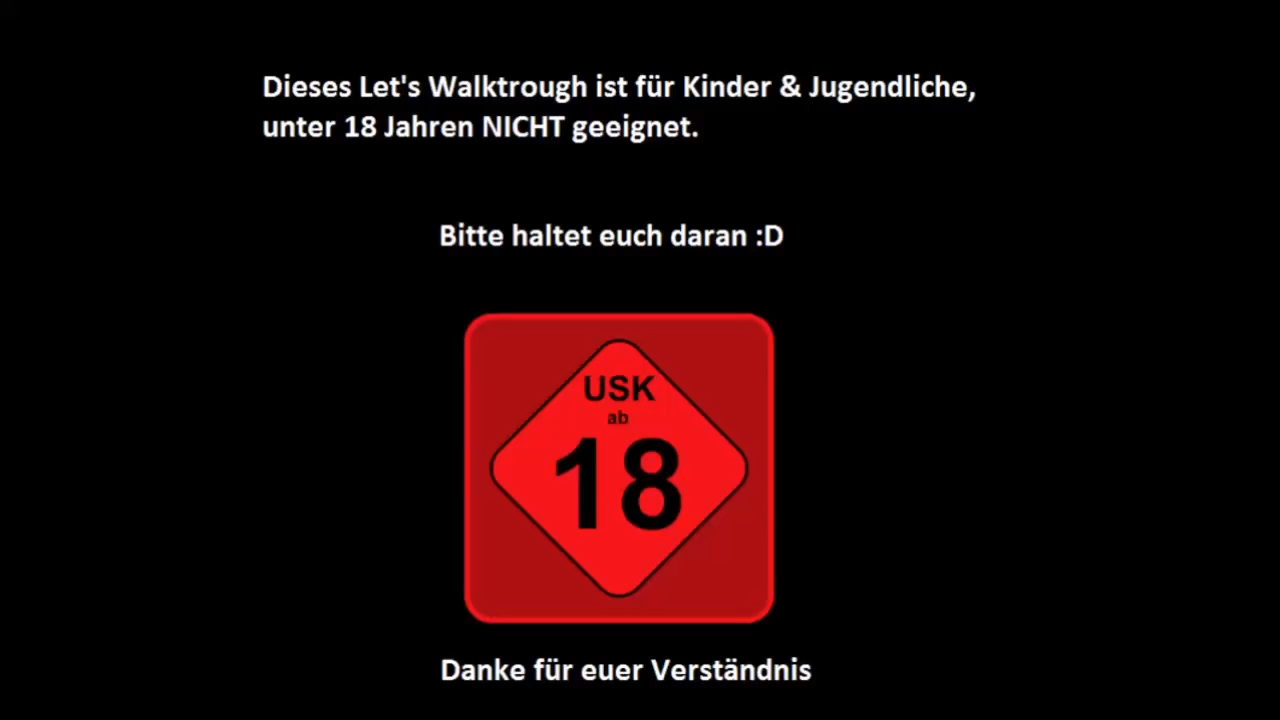 Dieses Let's Walktrough ist für Kinder & Jugendliche,
unter 18 Jahren NICHT geeignet.
Bitte haltet euch daran :D
USK
ab
18
Danke für euer Verständnis